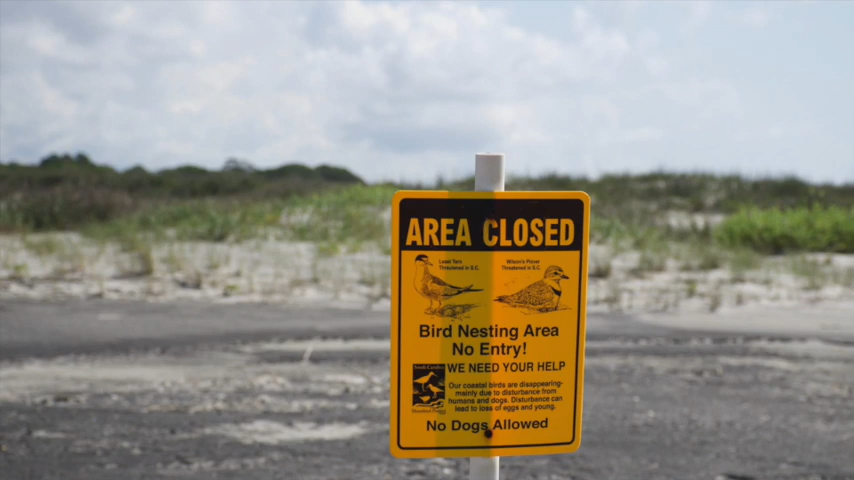 AREA CLOSED
Least Tern
Threatened in S.C.
Wilson's Plover
Threatened in S.C.
Bird Nesting Area
No Entry!
WE NEED YOUR HELP
South Carolina
Our coastal birds are disappearing-
mainly due to disturbance from
humans and dogs. Disturbance can
lead to loss of eggs and young.
No Dogs Allowed